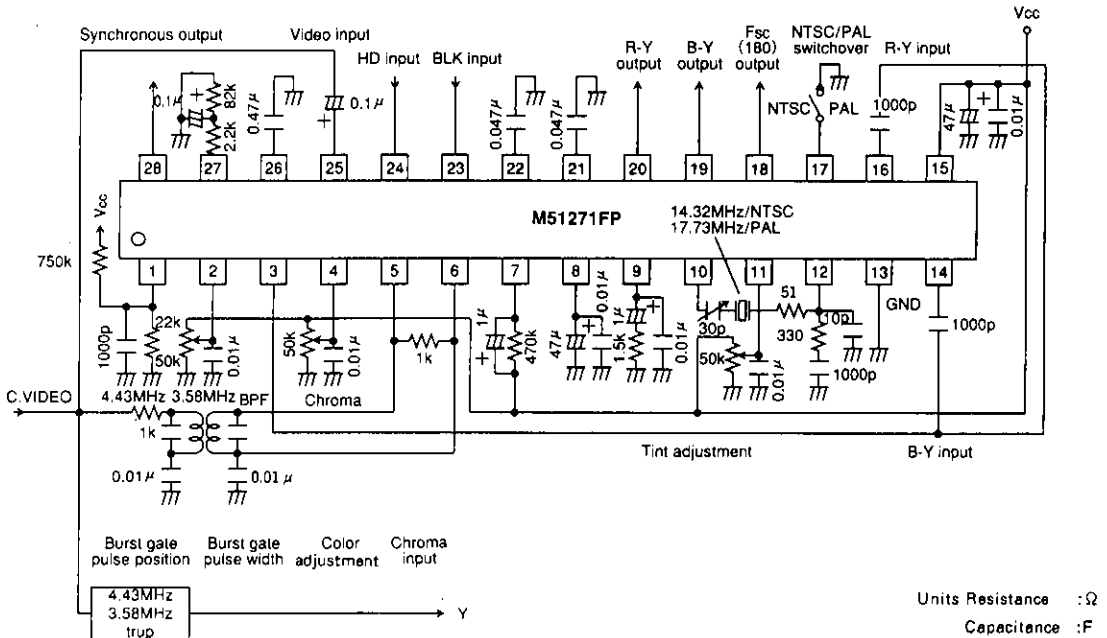 Synchronous output
Video input
HD input
BLK input
R-Y
output
B-Y
output
Fsc
(180)
output
NTSC/PAL
switchover
R-Y input
Vcc
0.1μ
+
82k
2.2k
0.47μ
+
0.1μ
0.047μ
0.047μ
NTSC
PAL
1000p
47μ
+
0.01μ
28
27
26
25
24
23
22
21
20
19
18
17
16
15
M51271FP
14.32MHz/NTSC
17.73MHz/PAL
Vcc
750k
1
2
3
4
5
6
7
8
9
10
11
12
13
14
1000p
22k
50k
0.01μ
50k
0.01μ
1k
1μ
+
470k
47μ
+
0.01μ
1μ
+
1.5k
0.01μ
30p
50k
0.01μ
51
330
10p
1000p
GND
1000p
C.VIDEO
4.43MHz
3.58MHz
BPF
Chroma
1k
0.01μ
0.01μ
Tint adjustment
B-Y input
Burst gate
pulse position
Burst gate
pulse width
Color
adjustment
Chroma
input
4.43MHz
3.58MHz
trup
Y
Units Resistance :Ω
Capacitance :F